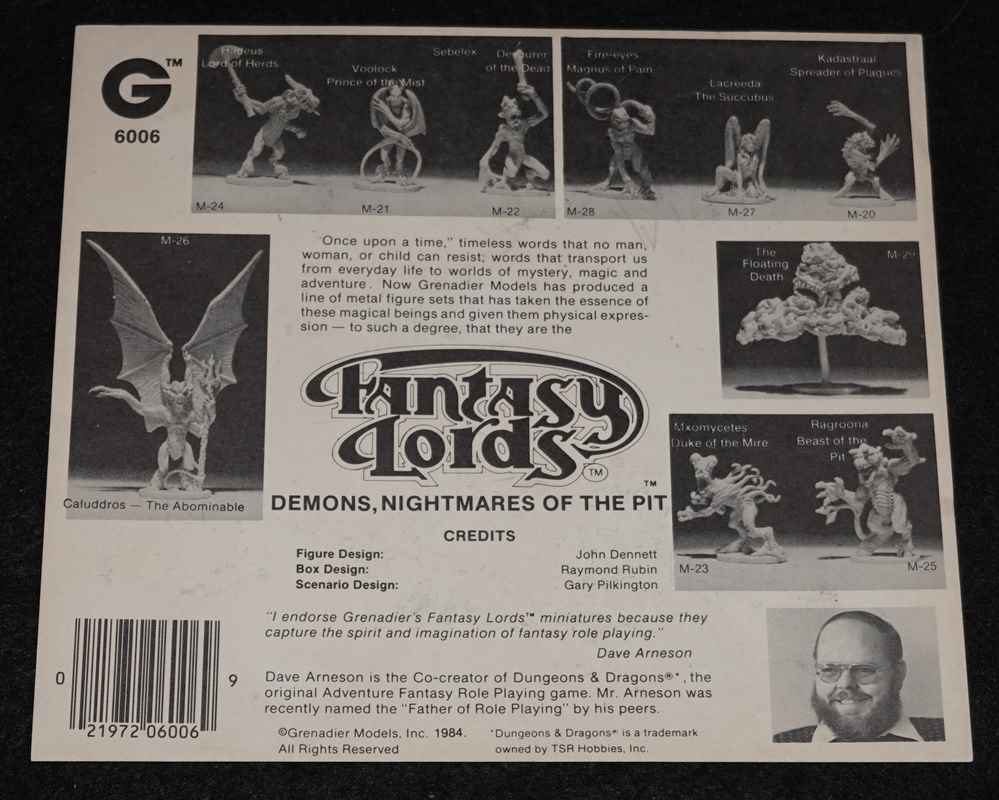 G™
6006
Hideus
Lord of Herds
Voolock
Prince of the Mist
Sebelex
Devourer
of the Dead
M-24
M-21
M-22
Fire-eyes
Magnus of Pain
Lacreeda
The Succubus
Kadastraal
Spreader of Plagues
M-28
M-27
M-20
M-26
Caluddros — The Abominable
"Once upon a time," timeless words that no man,
woman, or child can resist; words that transport us
from everyday life to worlds of mystery, magic and
adventure. Now Grenadier Models has produced a
line of metal figure sets that has taken the essence of
these magical beings and given them physical expres-
sion — to such a degree, that they are the
The
Floating
Death
M-29
Fantasy
Lords™
DEMONS, NIGHTMARES OF THE PIT™
Mxomycetes
Duke of the Mire
Ragroona
Beast of the
Pit
M-23
M-25
CREDITS
Figure Design: John Dennett
Box Design: Raymond Rubin
Scenario Design: Gary Pilkington
"I endorse Grenadier's Fantasy Lords™ miniatures because they
capture the spirit and imagination of fantasy role playing."
Dave Arneson
Dave Arneson is the Co-creator of Dungeons & Dragons®*, the
original Adventure Fantasy Role Playing game. Mr. Arneson was
recently named the "Father of Role Playing" by his peers.
©Grenadier Models, Inc. 1984.
All Rights Reserved
*Dungeons & Dragons® is a trademark
owned by TSR Hobbies, Inc.
0 21972 06006 9